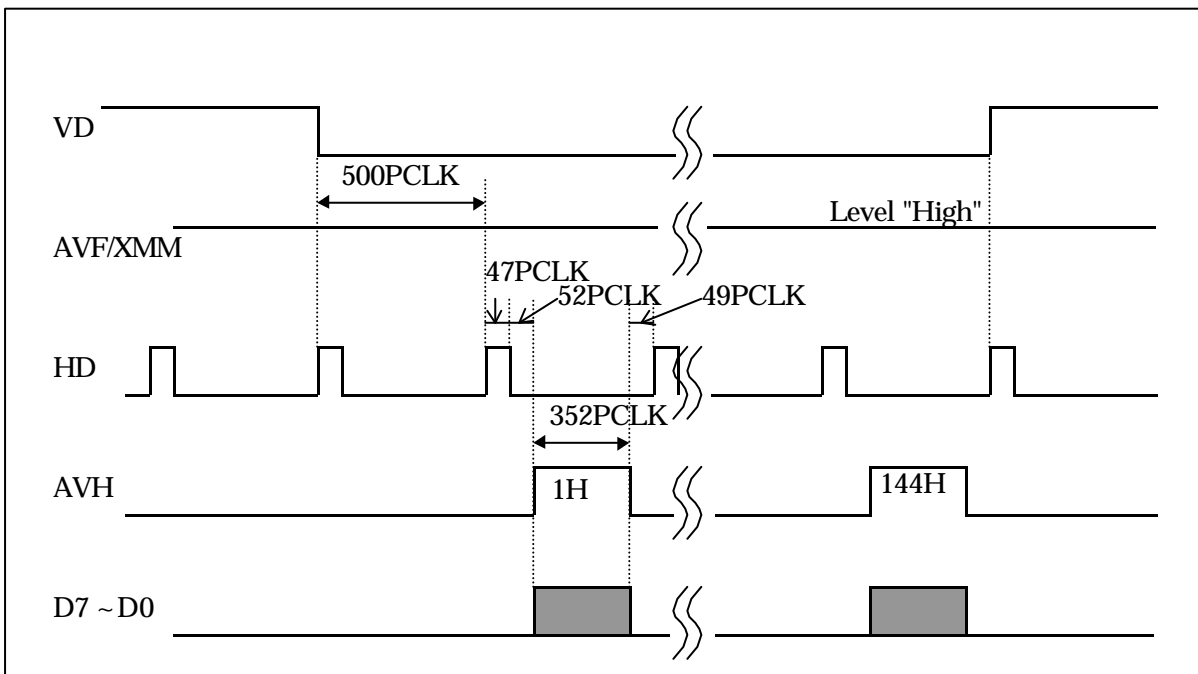 VD
500PCLK
Level "High"
AVF/XMM
47PCLK
52PCLK
49PCLK
HD
352PCLK
AVH
1H
144H
D7 ~ D0